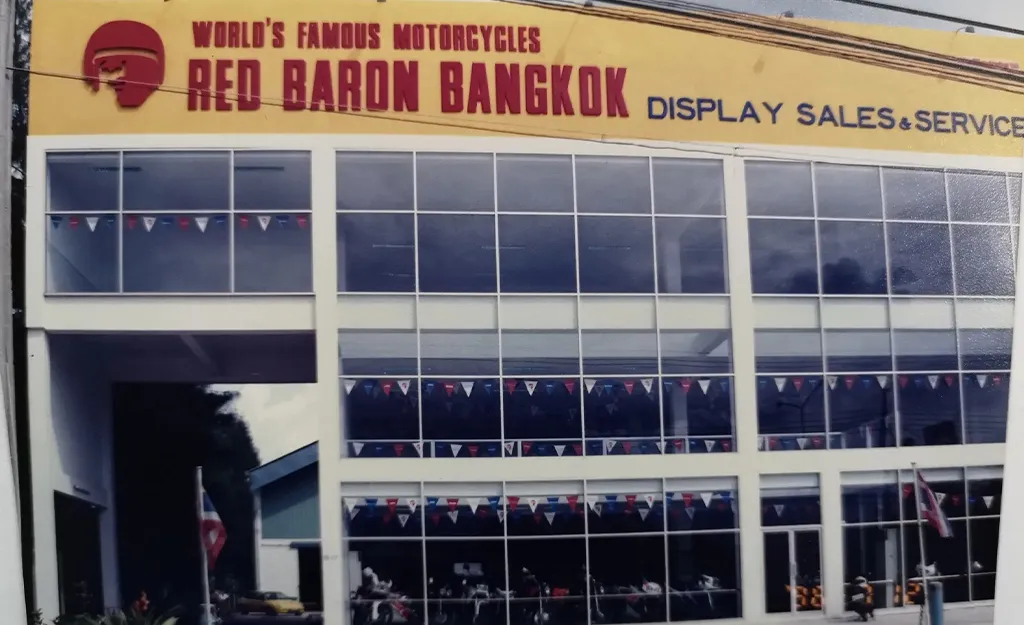 WORLD'S FAMOUS MOTORCYCLES
RED BARON BANGKOK
DISPLAY SALES & SERVICE